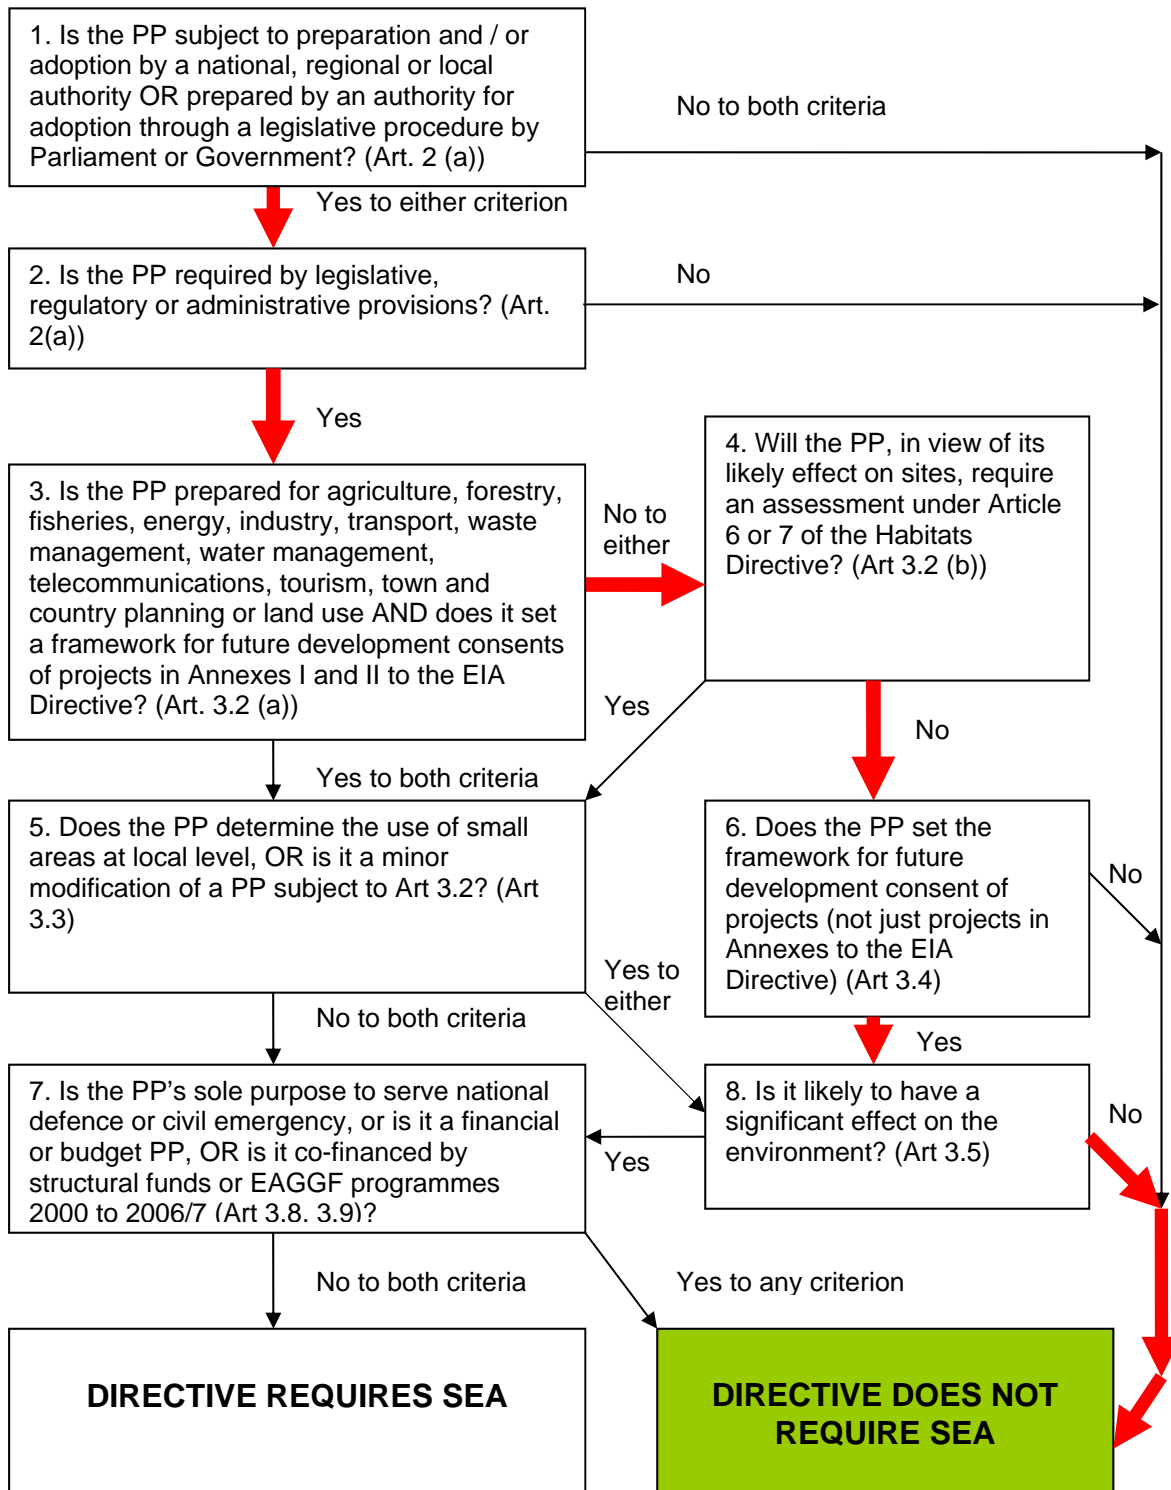 1. Is the PP subject to preparation and / or
adoption by a national, regional or local
authority OR prepared by an authority for
adoption through a legislative procedure by
Parliament or Government? (Art. 2 (a))
No to both criteria
Yes to either criterion
2. Is the PP required by legislative,
regulatory or administrative provisions? (Art.
2(a))
No
Yes
3. Is the PP prepared for agriculture, forestry,
fisheries, energy, industry, transport, waste
management, water management,
telecommunications, tourism, town and
country planning or land use AND does it set
a framework for future development consents
of projects in Annexes I and II to the EIA
Directive? (Art. 3.2 (a))
No to
either
4. Will the PP, in view of its
likely effect on sites, require
an assessment under Article
6 or 7 of the Habitats
Directive? (Art 3.2 (b))
Yes
No
Yes to both criteria
5. Does the PP determine the use of small
areas at local level, OR is it a minor
modification of a PP subject to Art 3.2? (Art
3.3)
6. Does the PP set the
framework for future
development consent of
projects (not just projects in
Annexes to the EIA
Directive) (Art 3.4)
No
Yes to
either
No to both criteria
Yes
7. Is the PP's sole purpose to serve national
defence or civil emergency, or is it a financial
or budget PP, OR is it co-financed by
structural funds or EAGGF programmes
2000 to 2006/7 (Art 3.8, 3.9)?
Yes
8. Is it likely to have a
significant effect on the
environment? (Art 3.5)
No
No to both criteria
Yes to any criterion
DIRECTIVE REQUIRES SEA
DIRECTIVE DOES NOT
REQUIRE SEA